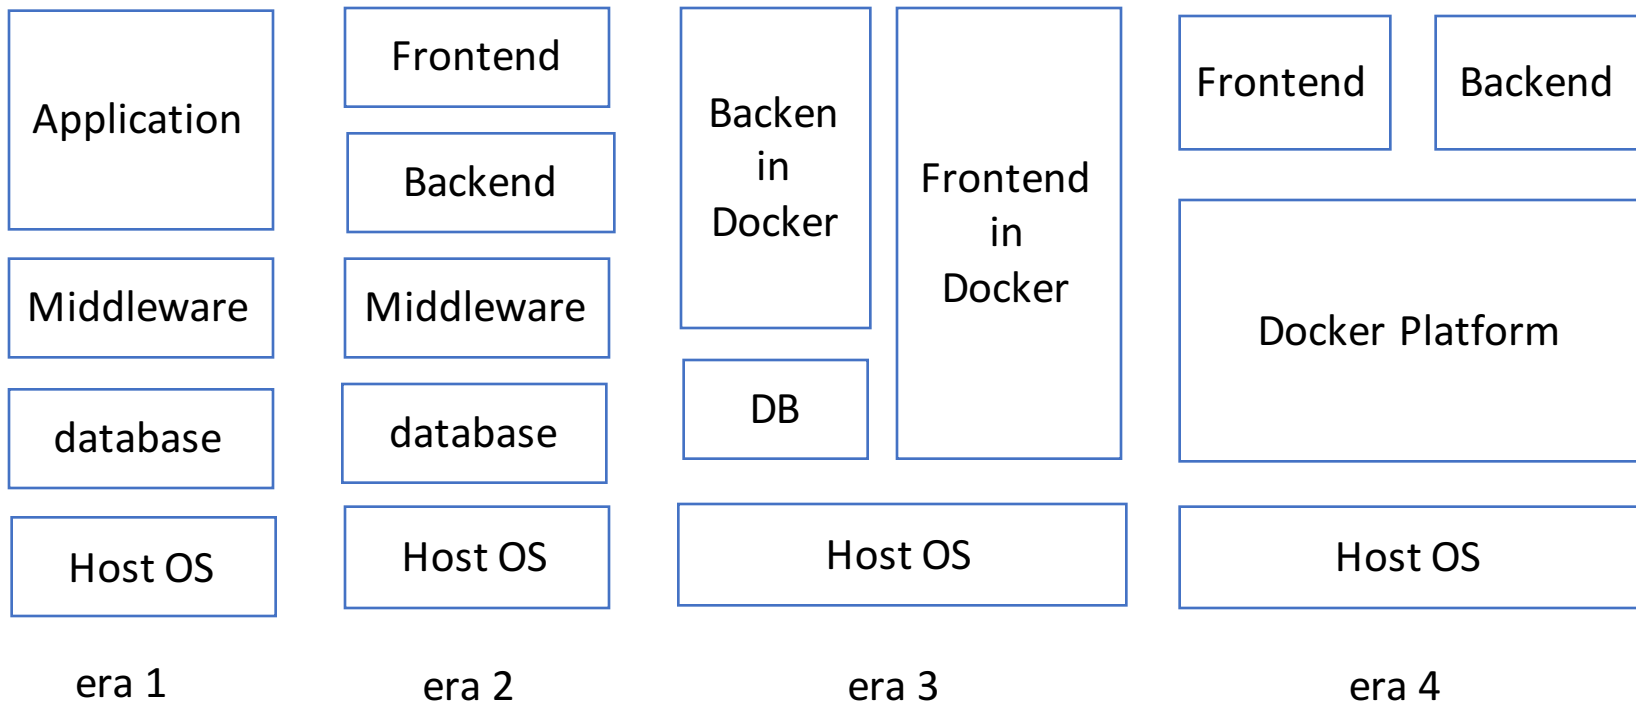 Application
Middleware
database
Host OS
era 1
Frontend
Backend
Middleware
database
Host OS
era 2
Backen
in
Docker
DB
Frontend
in
Docker
Host OS
era 3
Frontend
Backend
Docker Platform
Host OS
era 4